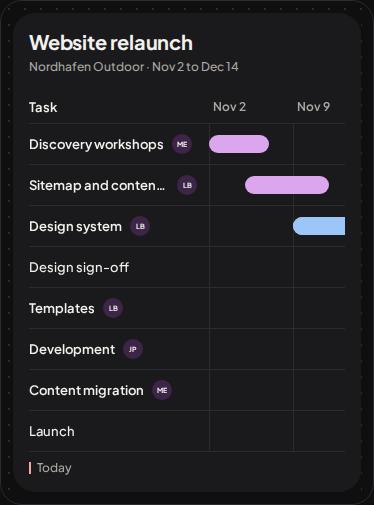 Website relaunch
Nordhafen Outdoor · Nov 2 to Dec 14
Task Nov 2 Nov 9
Discovery workshops ME
Sitemap and conten... LB
Design system LB
Design sign-off
Templates LB
Development JP
Content migration ME
Launch
Today